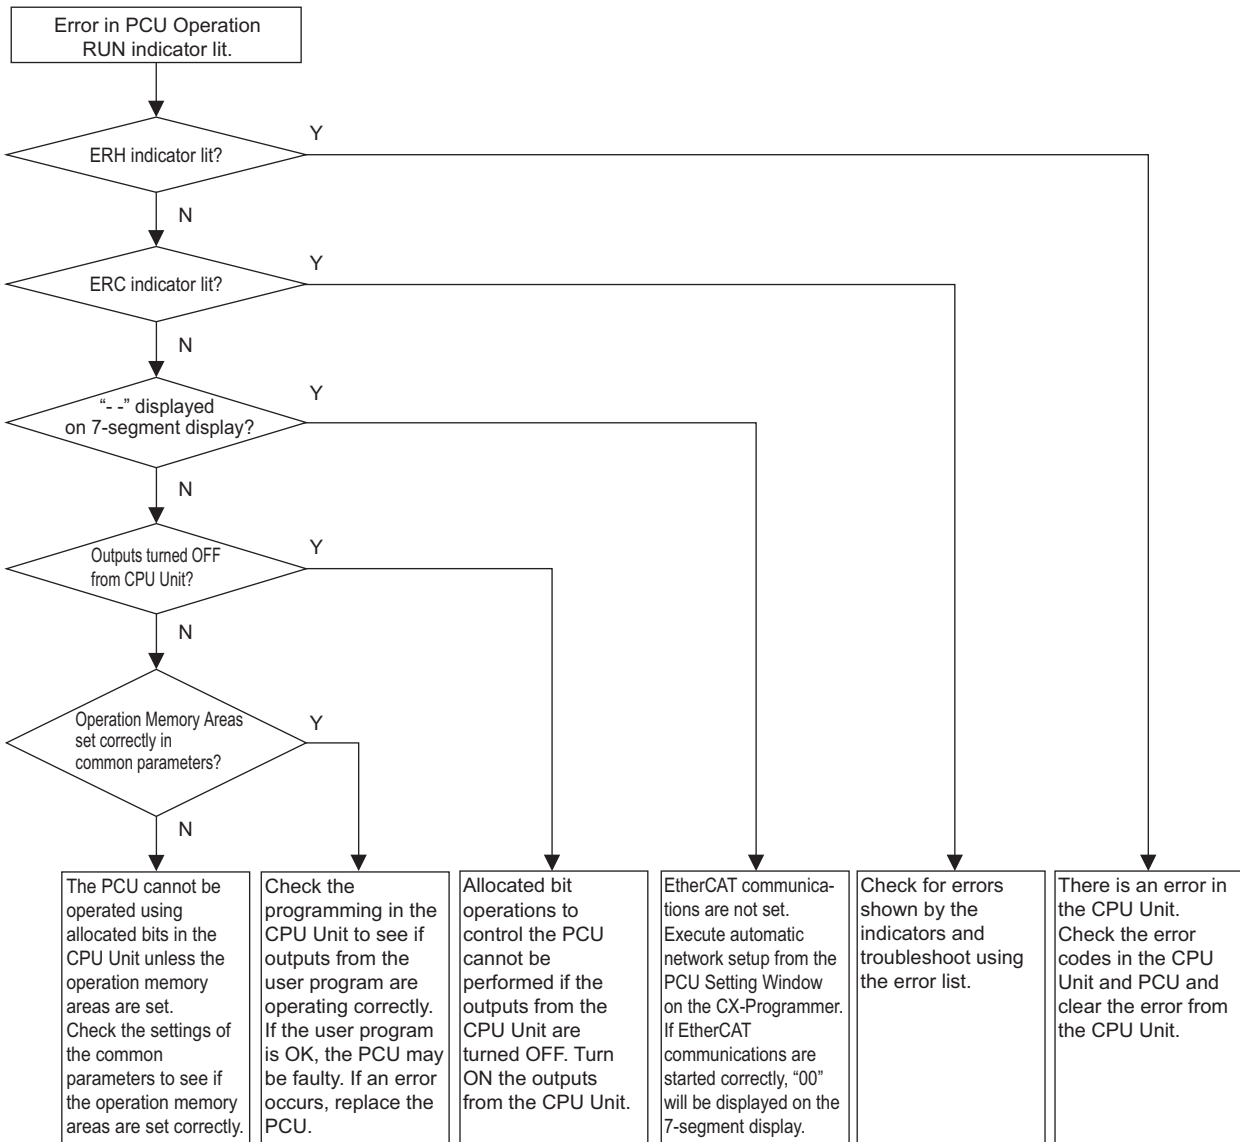 Error in PCU Operation
RUN indicator lit.
ERH indicator lit?
Y
N
ERC indicator lit?
Y
N
"- -" displayed
on 7-segment display?
Y
N
Outputs turned OFF
from CPU Unit?
Y
N
Operation Memory Areas
set correctly in
common parameters?
Y
N
The PCU cannot be
operated using
allocated bits in the
CPU Unit unless the
operation memory
areas are set.
Check the settings of
the common
parameters to see if
the operation memory
areas are set correctly.
Check the
programming in the
CPU Unit to see if
outputs from the
user program are
operating correctly.
If the user program
is OK, the PCU may
be faulty. If an error
occurs, replace the
PCU.
Allocated bit
operations to
control the PCU
cannot be
performed if the
outputs from the
CPU Unit are
turned OFF. Turn
ON the outputs
from the CPU Unit.
EtherCAT communica-
tions are not set.
Execute automatic
network setup from the
PCU Setting Window
on the CX-Programmer.
If EtherCAT
communications are
started correctly, "00"
will be displayed on the
7-segment display.
Check for errors
shown by the
indicators and
troubleshoot using
the error list.
There is an error in
the CPU Unit.
Check the error
codes in the CPU
Unit and PCU and
clear the error from
the CPU Unit.